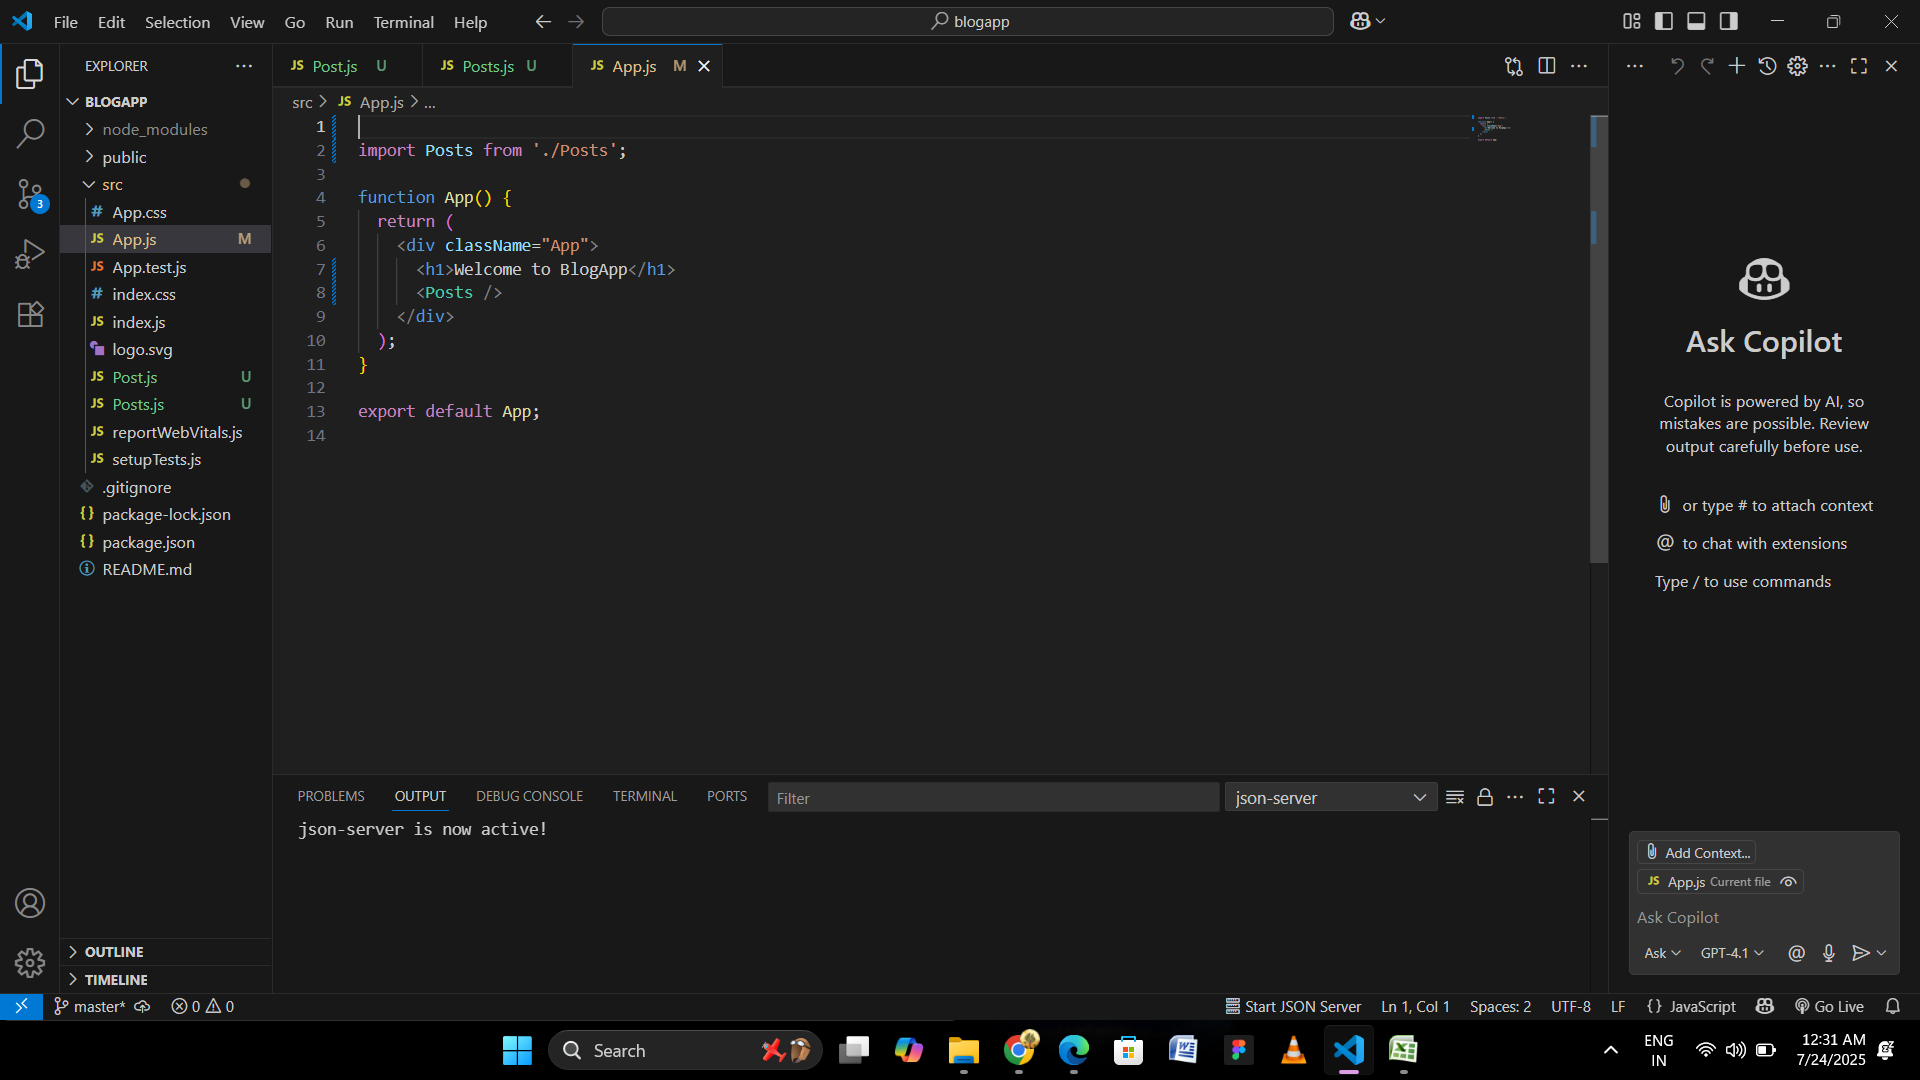 File Edit Selection View Go Run Terminal Help
blogapp
EXPLORER
BLOGAPP
node_modules
public
src
# App.css
JS App.js M
JS App.test.js
# index.css
JS index.js
logo.svg
JS Post.js U
JS Posts.js U
JS reportWebVitals.js
JS setupTests.js
.gitignore
{} package-lock.json
{} package.json
README.md
OUTLINE
TIMELINE
3
JS Post.js U JS Posts.js U JS App.js M
src > JS App.js > ...
1
2 import Posts from './Posts';
3
4 function App() {
5 return (
6 <div className="App">
7 <h1>Welcome to BlogApp</h1>
8 <Posts />
9 </div>
10 );
11 }
12
13 export default App;
14
PROBLEMS OUTPUT DEBUG CONSOLE TERMINAL PORTS Filter json-server
json-server is now active!
Ask Copilot
Copilot is powered by AI, so
mistakes are possible. Review
output carefully before use.
or type # to attach context
@ to chat with extensions
Type / to use commands
Add Context...
JS App.js Current file
Ask Copilot
Ask GPT-4.1 @
master* 0 0 Start JSON Server Ln 1, Col 1 Spaces: 2 UTF-8 LF {} JavaScript Go Live
Search
ENG
IN
12:31 AM
7/24/2025